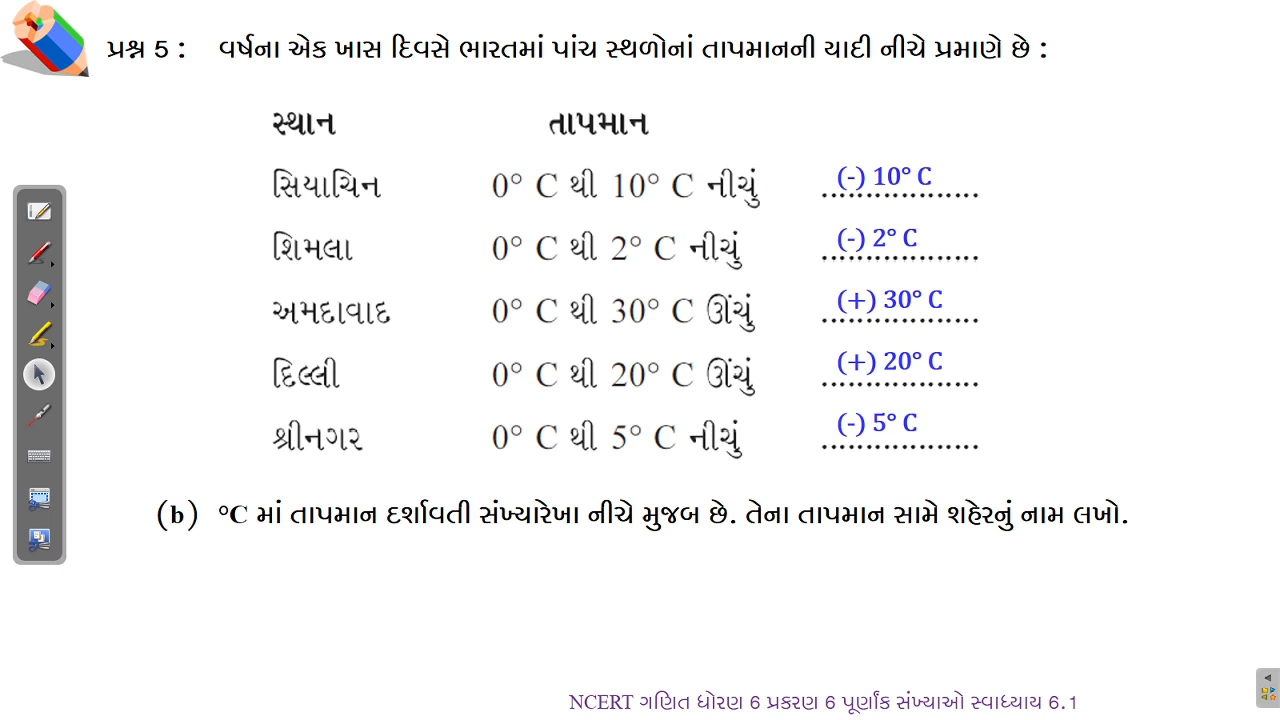 પ્રશ્ન 5 : વર્ષના એક ખાસ દિવસે ભારતમાં પાંચ સ્થળોનાં તાપમાનની યાદી નીચે પ્રમાણે છે :
સ્થાન તાપમાન
સિયાચિન 0° C થી 10° C નીચું (-) 10° C
શિમલા 0° C થી 2° C નીચું (-) 2° C
અમદાવાદ 0° C થી 30° C ઊંચું (+) 30° C
દિલ્લી 0° C થી 20° C ઊંચું (+) 20° C
શ્રીનગર 0° C થી 5° C નીચું (-) 5° C
(b) °C માં તાપમાન દર્શાવતી સંખ્યારેખા નીચે મુજબ છે. તેના તાપમાન સામે શહેરનું નામ લખો.
NCERT ગણિત ધોરણ 6 પ્રકરણ 6 પૂર્ણાંક સંખ્યાઓ સ્વાધ્યાય 6.1